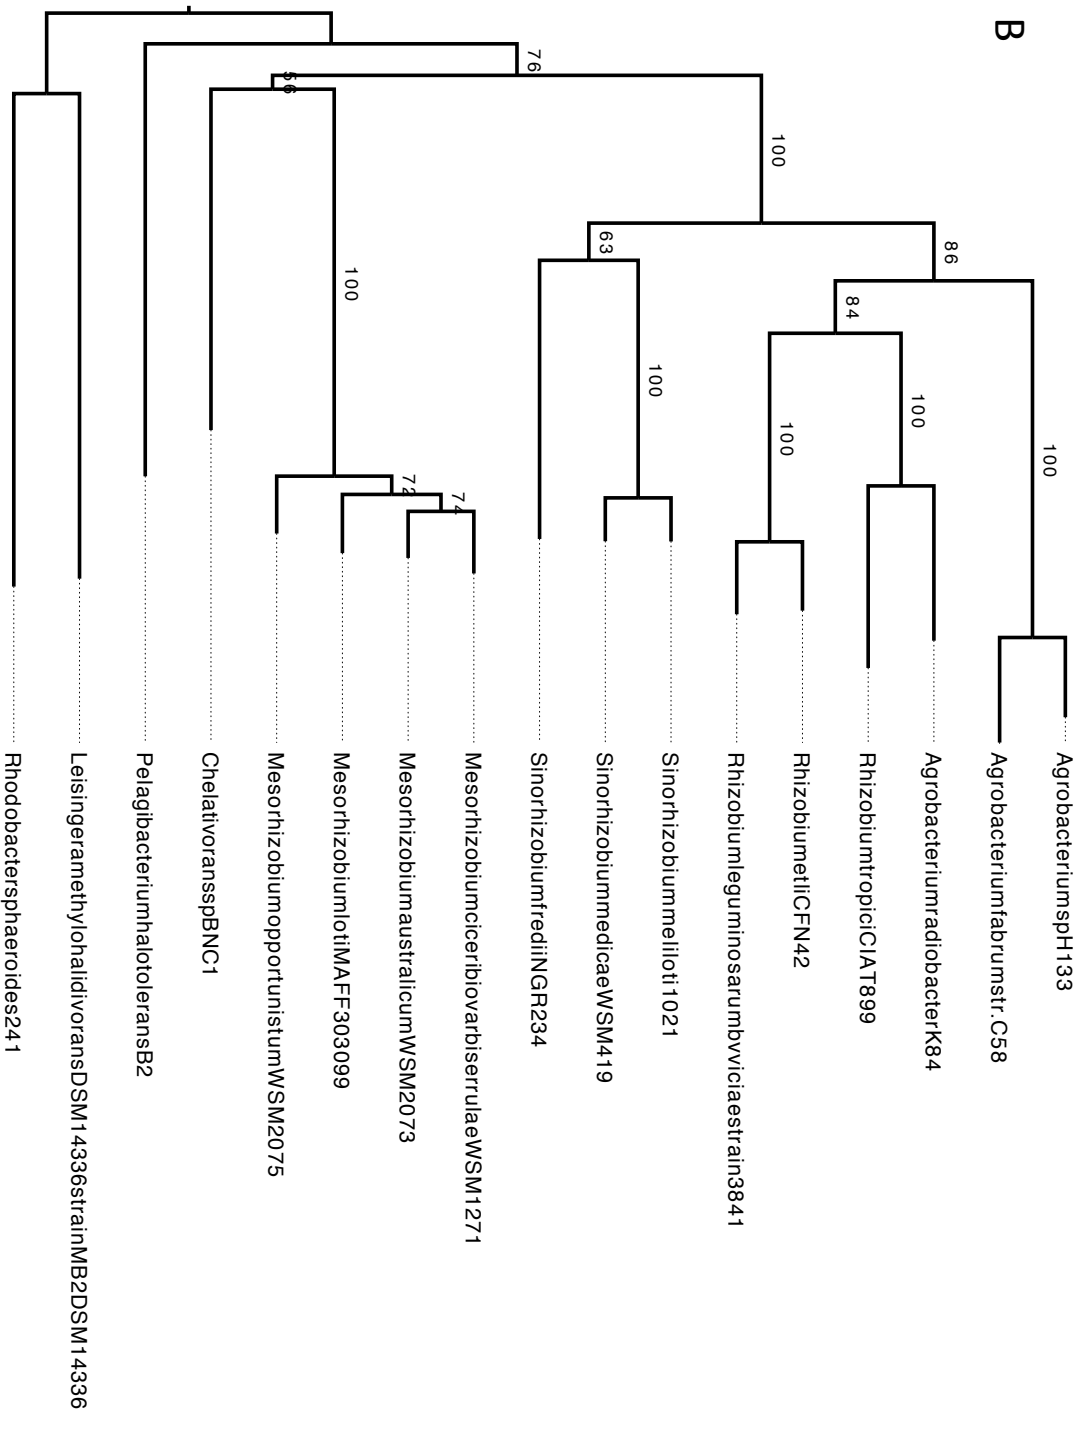 B
AgrobacteriumspH133
100
Agrobacteriumfabrumstr.C58
86
AgrobacteriumradiobacterK84
100
RhizobiumtropiciCIAT899
84
RhizobiumetliCFN42
100
Rhizobiumleguminosarumbvviciaestrain3841
100
Sinorhizobiummeliloti1021
100
SinorhizobiummedicaeWSM419
63
SinorhizobiumfrediiNGR234
76
MesorhizobiumciceribiovarbiserrulaeWSM1271
74
MesorhizobiumaustralicumWSM2073
72
MesorhizobiumlotiMAFF303099
100
MesorhizobiumopportunistumWSM2075
56
ChelativoransspBNC1
PelagibacteriumhalotoleransB2
LeisingeramethylohalidivoransDSM14336strainMB2DSM14336
Rhodobactersphaeroides241